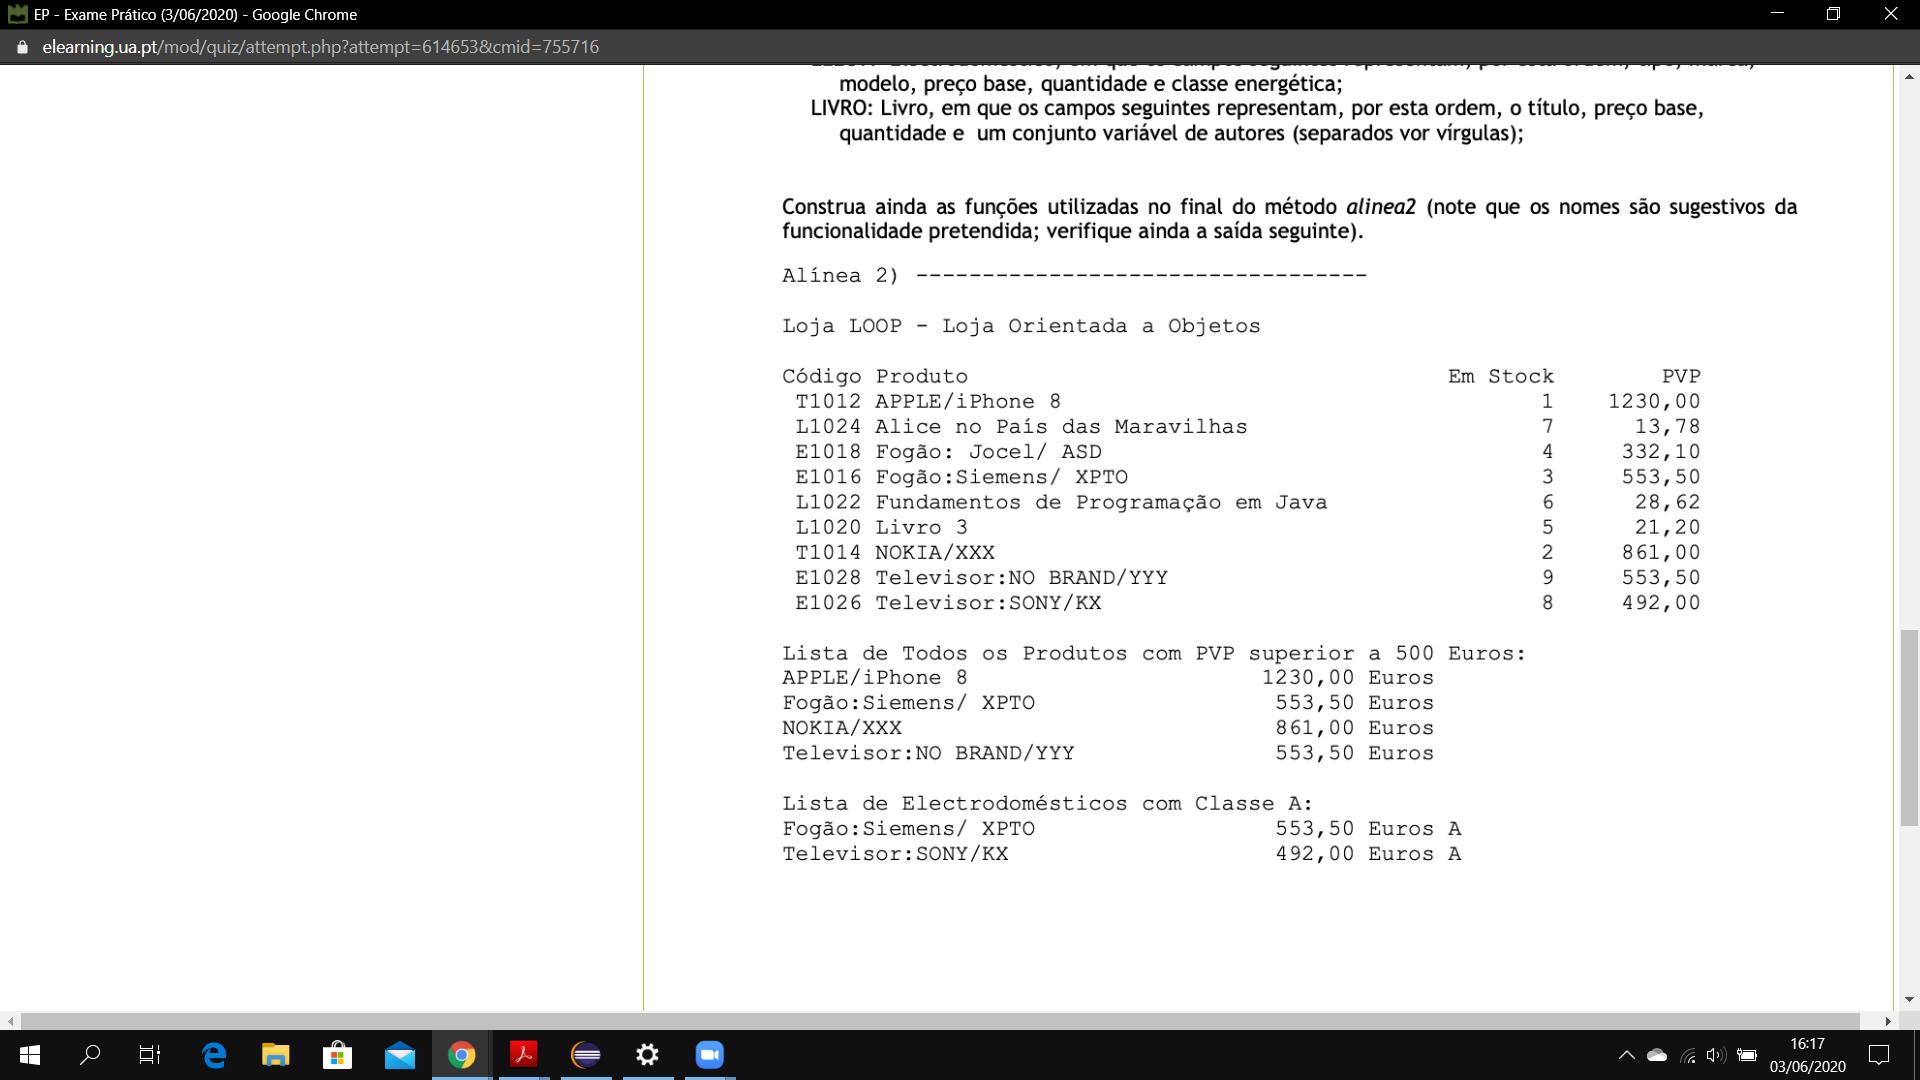 EP - Exame Prático (3/06/2020) - Google Chrome
elearning.ua.pt/mod/quiz/attempt.php?attempt=614653&cmid=755716
modelo, preço base, quantidade e classe energética;
LIVRO: Livro, em que os campos seguintes representam, por esta ordem, o título, preço base,
quantidade e um conjunto variável de autores (separados vor vírgulas);
Construa ainda as funções utilizadas no final do método alinea2 (note que os nomes são sugestivos da
funcionalidade pretendida; verifique ainda a saída seguinte).
Alínea 2) ----------------------------------
Loja LOOP - Loja Orientada a Objetos
Código Produto Em Stock PVP
T1012 APPLE/iPhone 8 1 1230,00
L1024 Alice no País das Maravilhas 7 13,78
E1018 Fogão: Jocel/ ASD 4 332,10
E1016 Fogão:Siemens/ XPTO 3 553,50
L1022 Fundamentos de Programação em Java 6 28,62
L1020 Livro 3 5 21,20
T1014 NOKIA/XXX 2 861,00
E1028 Televisor:NO BRAND/YYY 9 553,50
E1026 Televisor:SONY/KX 8 492,00
Lista de Todos os Produtos com PVP superior a 500 Euros:
APPLE/iPhone 8 1230,00 Euros
Fogão:Siemens/ XPTO 553,50 Euros
NOKIA/XXX 861,00 Euros
Televisor:NO BRAND/YYY 553,50 Euros
Lista de Electrodomésticos com Classe A:
Fogão:Siemens/ XPTO 553,50 Euros A
Televisor:SONY/KX 492,00 Euros A
16:17
03/06/2020